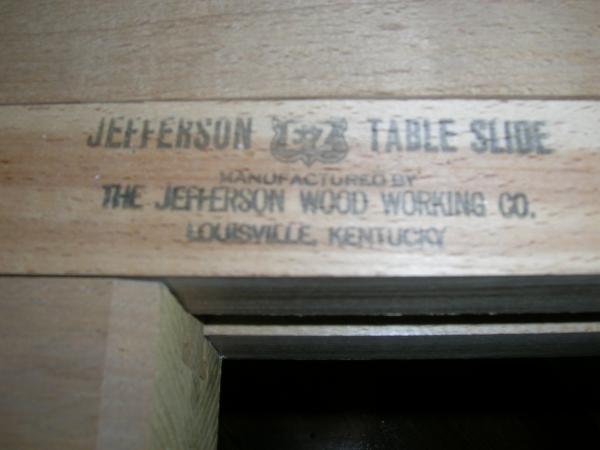 JEFFERSON E-Z TABLE SLIDE
MANUFACTURED BY
THE JEFFERSON WOOD WORKING CO.
LOUISVILLE, KENTUCKY